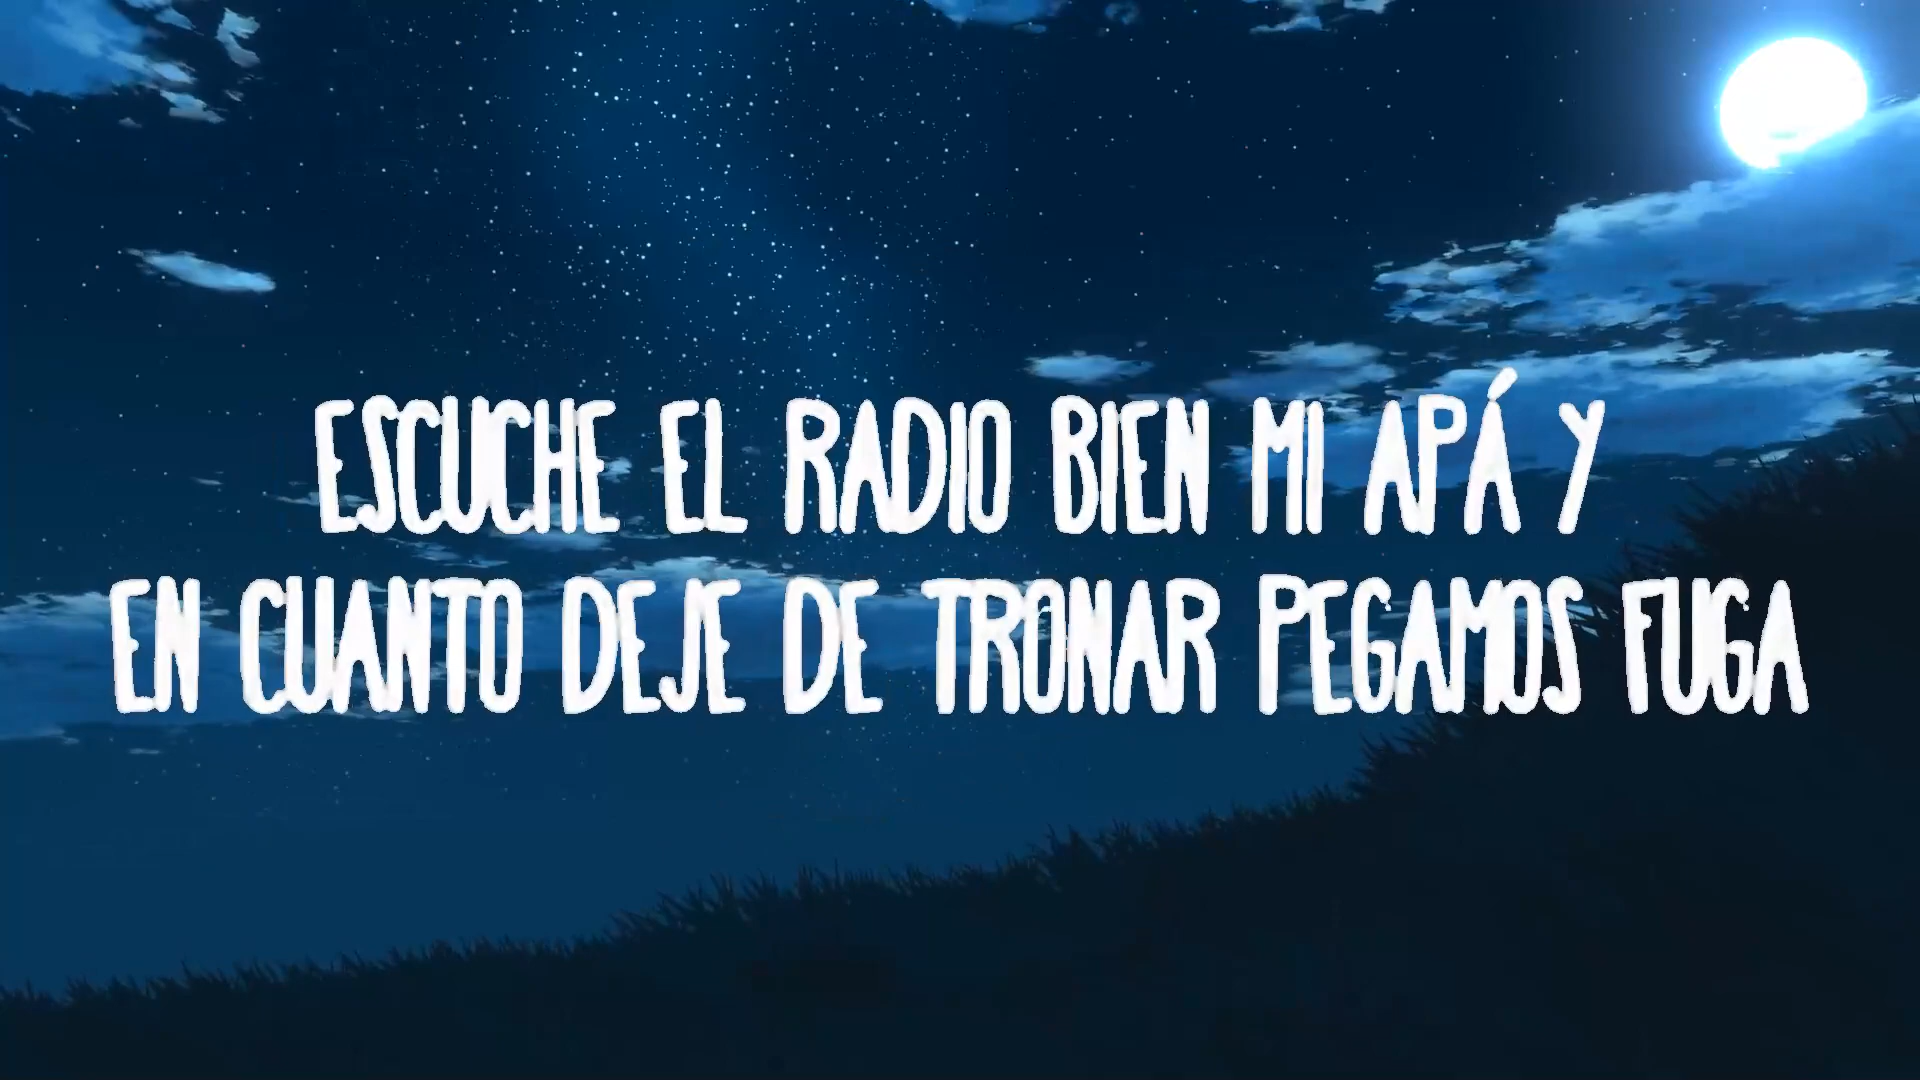 ESCUCHE EL RADIO BIEN MI APÁ Y
EN CUANTO DEJE DE TRONAR PEGAMOS FUGA